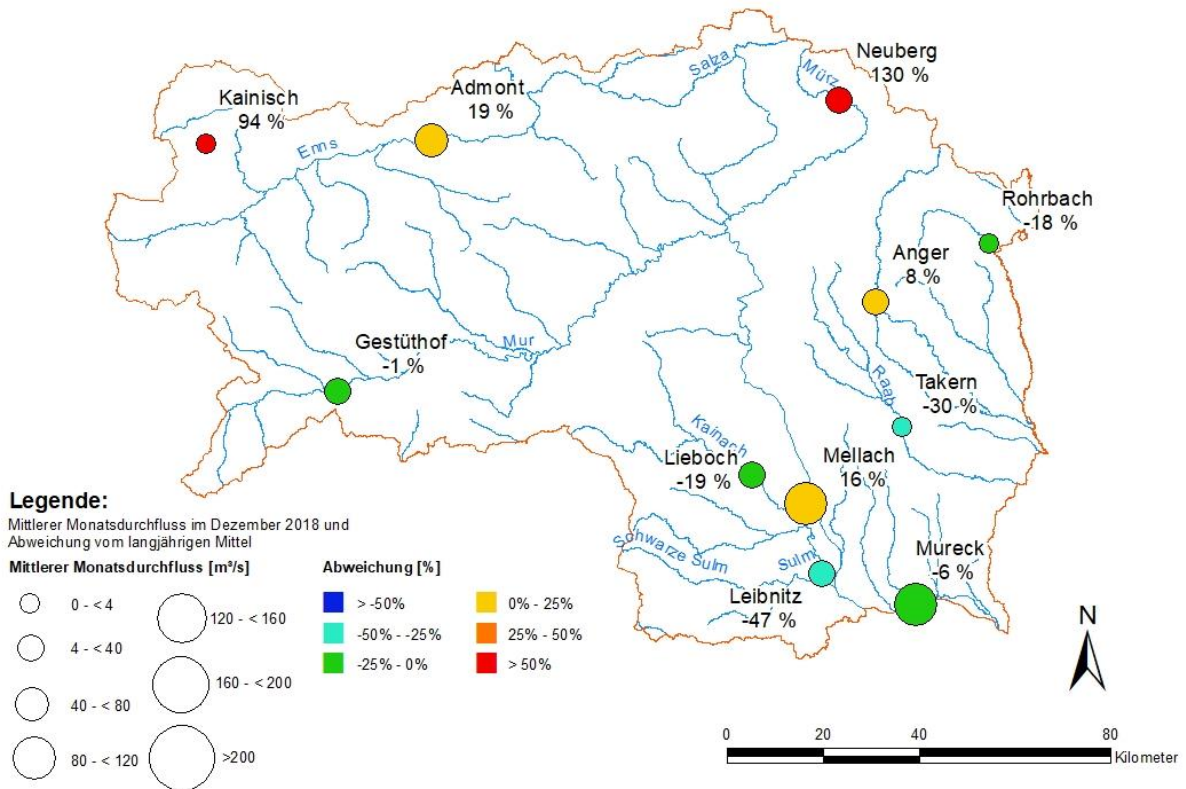 Neuberg
130 %
Salza
Mürz
Admont
19 %
Kainisch
94 %
Enns
Rohrbach
-18 %
Anger
8 %
Gestüthof
-1 %
Mur
Raab
Takern
-30 %
Kainach
Lieboch
-19 %
Mellach
16 %
Schwarze Sulm
Sulm
Mureck
-6 %
Leibnitz
-47 %
Legende:
Mittlerer Monatsdurchfluss im Dezember 2018 und
Abweichung vom langjährigen Mittel
Mittlerer Monatsdurchfluss [m³/s]
0 - < 4
4 - < 40
40 - < 80
80 - < 120
120 - < 160
160 - < 200
>200
Abweichung [%]
> -50%
-50% - -25%
-25% - 0%
0% - 25%
25% - 50%
> 50%
N
0 20 40 80
Kilometer